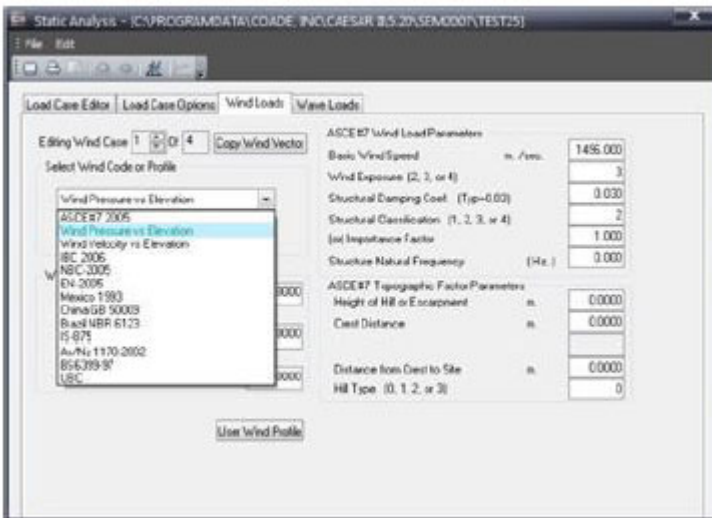 Static Analysis - [C:\PROGRAMDATA\COADE, INC\CAESAR II\5.20\SEM2007\TEST25]
File Edit
Load Case Editor Load Case Options Wind Loads Wave Loads
Editing Wind Case 1 Of 4 Copy Wind Vector
Select Wind Code or Profile
Wind Pressure vs Elevation
ASCE #7 2005
Wind Pressure vs Elevation
Wind Velocity vs Elevation
IBC 2006
NBC-2005
EN-2005
Mexico 1993
China GB 50009
Brazil NBR 6123
IS-875
As/Nz 1170-2002
BS6399-97
UBC
User Wind Profile
ASCE #7 Wind Load Parameters
Basic Wind Speed m. /sec. 1496.000
Wind Exposure (2, 3, or 4) 3
Structural Damping Coef. (Typ=0.03) 0.030
Structural Classification (1, 2, 3, or 4) 2
(or) Importance Factor 1.000
Structure Natural Frequency (Hz.) 3.000
ASCE #7 Topographic Factor Parameters
Height of Hill or Escarpment m. 0.0000
Crest Distance m. 0.0000
Distance from Crest to Site m. 0.0000
Hill Type (0, 1, 2, or 3) 0